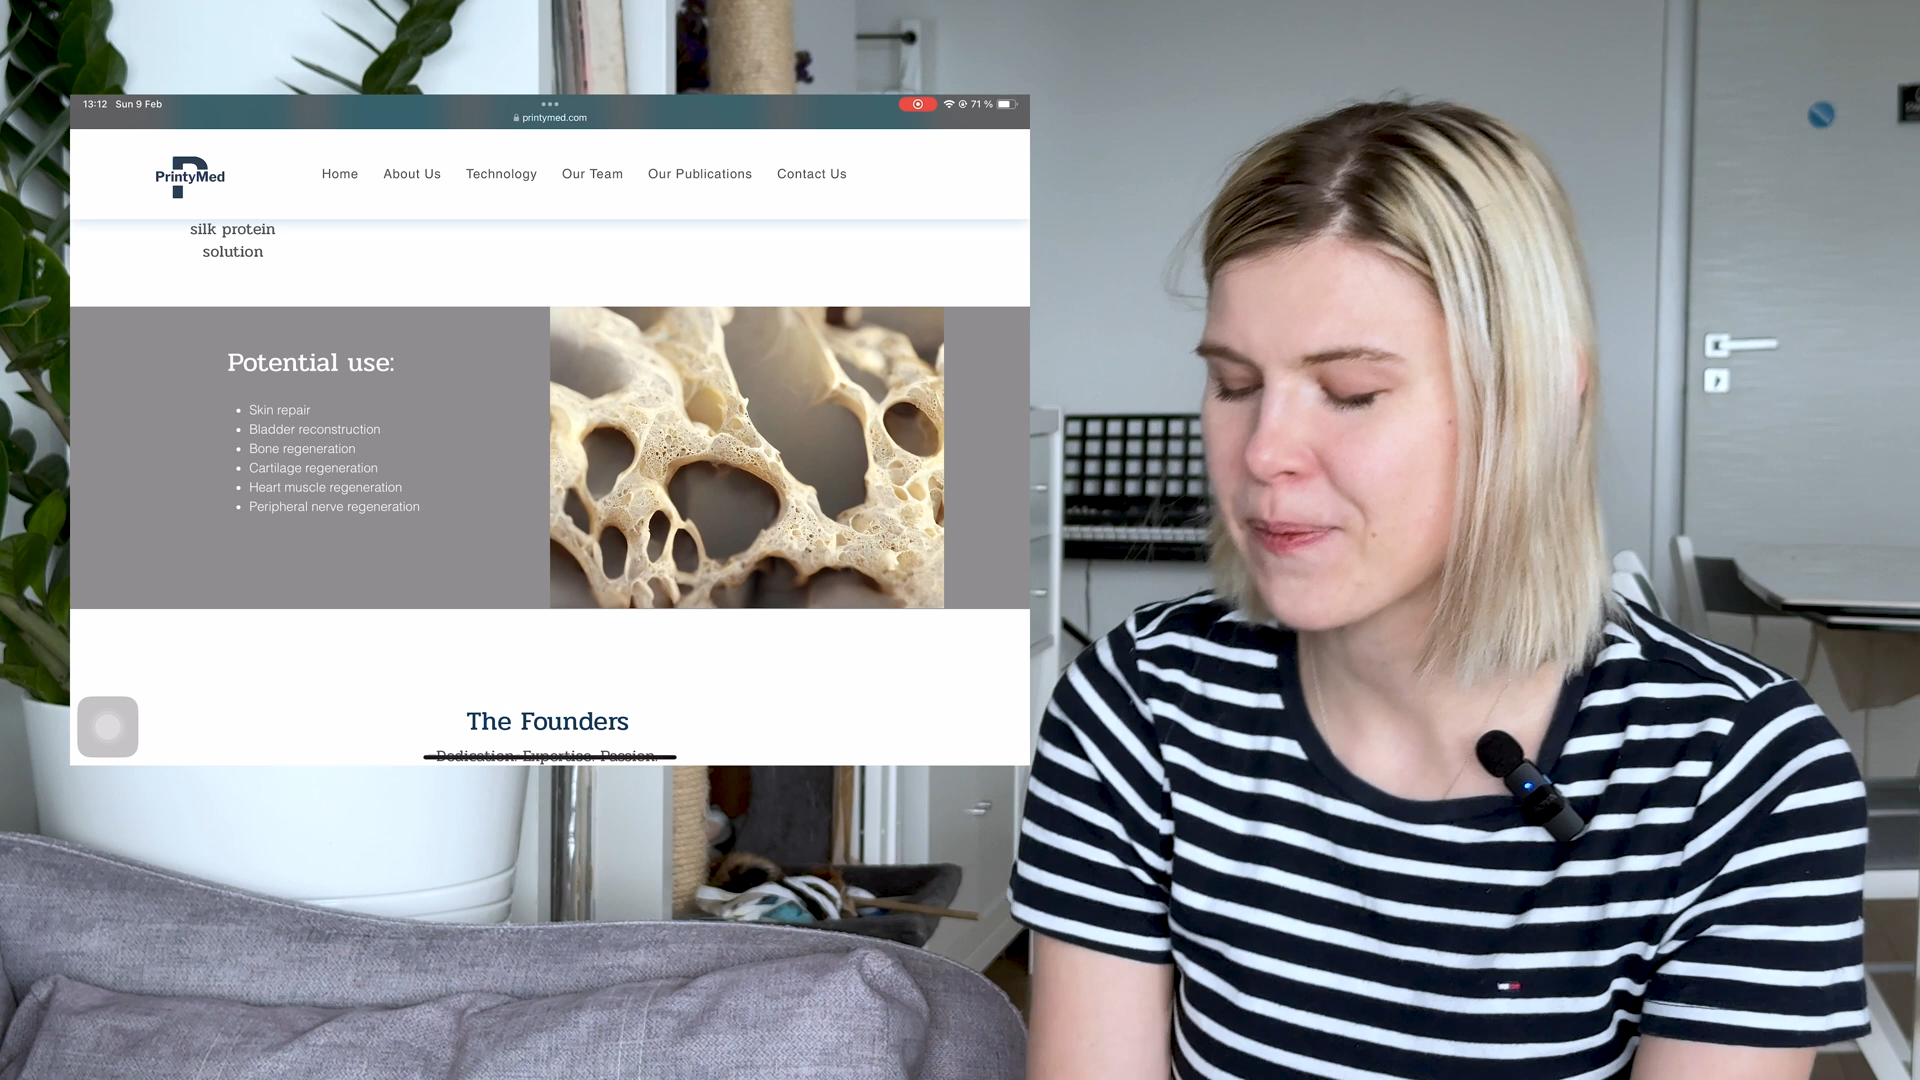 13:12 Sun 9 Feb
71 %
printymed.com
PrintyMed
Home About Us Technology Our Team Our Publications Contact Us
silk protein
solution
Potential use:
• Skin repair
• Bladder reconstruction
• Bone regeneration
• Cartilage regeneration
• Heart muscle regeneration
• Peripheral nerve regeneration
The Founders
Dedication. Expertise. Passion.